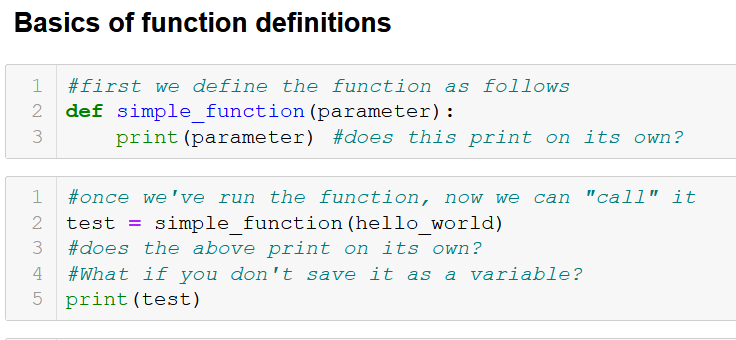 Basics of function definitions
1 #first we define the function as follows
2 def simple_function(parameter):
3     print(parameter) #does this print on its own?
1 #once we've run the function, now we can "call" it
2 test = simple_function(hello_world)
3 #does the above print on its own?
4 #What if you don't save it as a variable?
5 print(test)